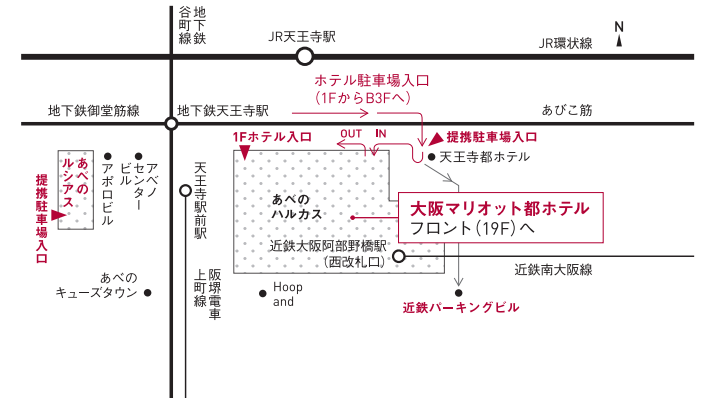 地下鉄
谷町線
JR天王寺駅
JR環状線
N
ホテル駐車場入口
(1FからB3Fへ)
地下鉄御堂筋線
地下鉄天王寺駅
あびこ筋
1Fホテル入口
OUT
IN
提携駐車場入口
天王寺都ホテル
あべの
ルシアス
提携駐車場入口
アポロビル
アベノ
センター
ビル
天王寺駅前駅
あべの
ハルカス
大阪マリオット都ホテル
フロント(19F)へ
近鉄大阪阿部野橋駅
(西改札口)
近鉄南大阪線
阪堺電車
上町線
あべの
キューズタウン
Hoop
and
近鉄パーキングビル